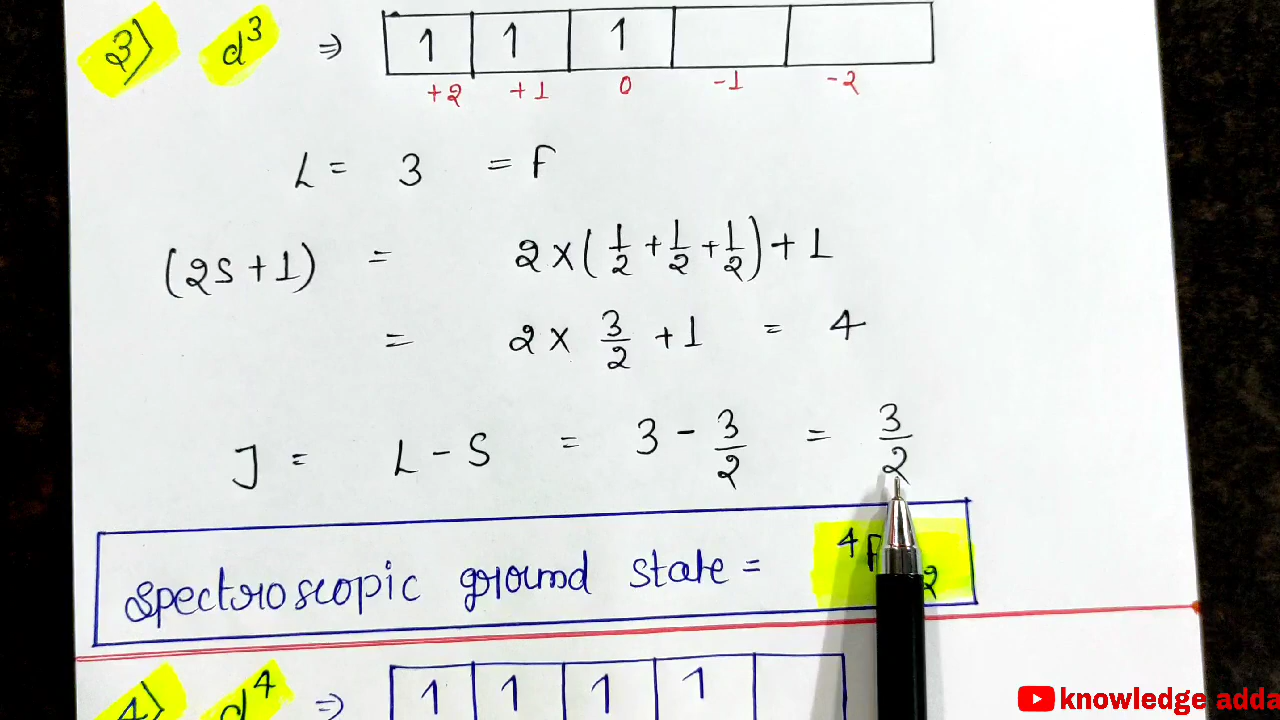 3) d³ ⇒ 1 1 1
+2 +1 0 -1 -2
L = 3 = F
(2S+1) = 2×(1/2+1/2+1/2)+1
= 2× 3/2 +1 = 4
J = L-S = 3 - 3/2 = 3/2
Spectroscopic ground state = ⁴F 2
4) d⁴ ⇒ 1 1 1 1
knowledge adda